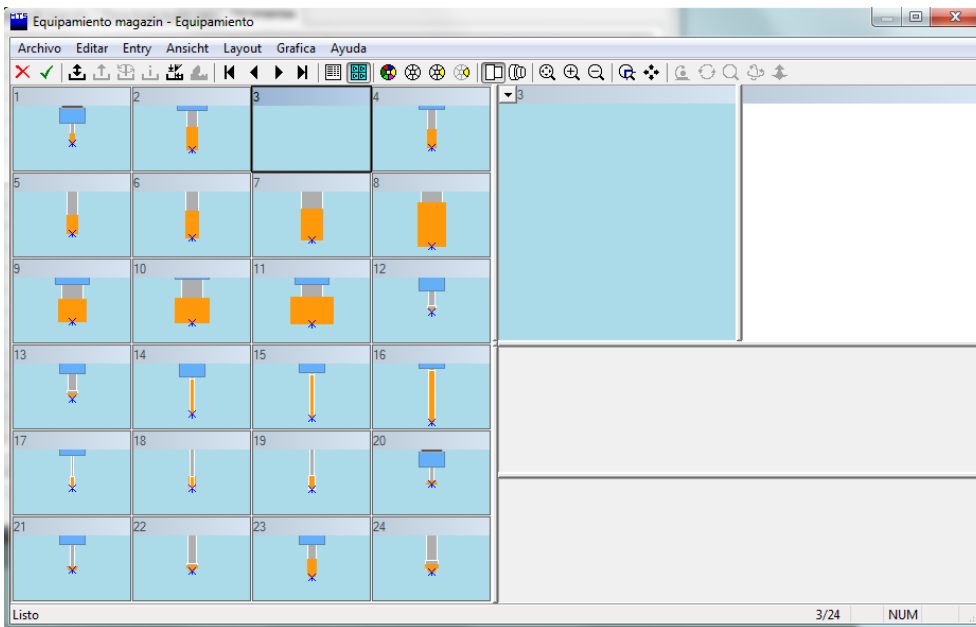 MTS Equipamiento magazin - Equipamiento
Archivo Editar Entry Ansicht Layout Grafica Ayuda
1 2 3 4 3
5 6 7 8
9 10 11 12
13 14 15 16
17 18 19 20
21 22 23 24
Listo 3/24 NUM